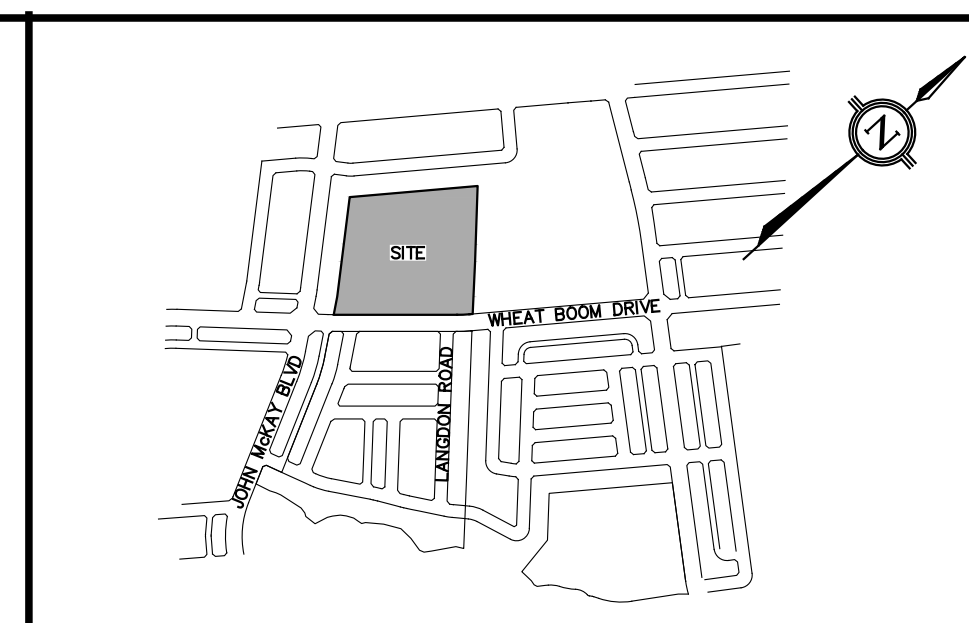 N
SITE
WHEAT BOOM DRIVE
JOHN McKAY BLVD
LANGDON ROAD